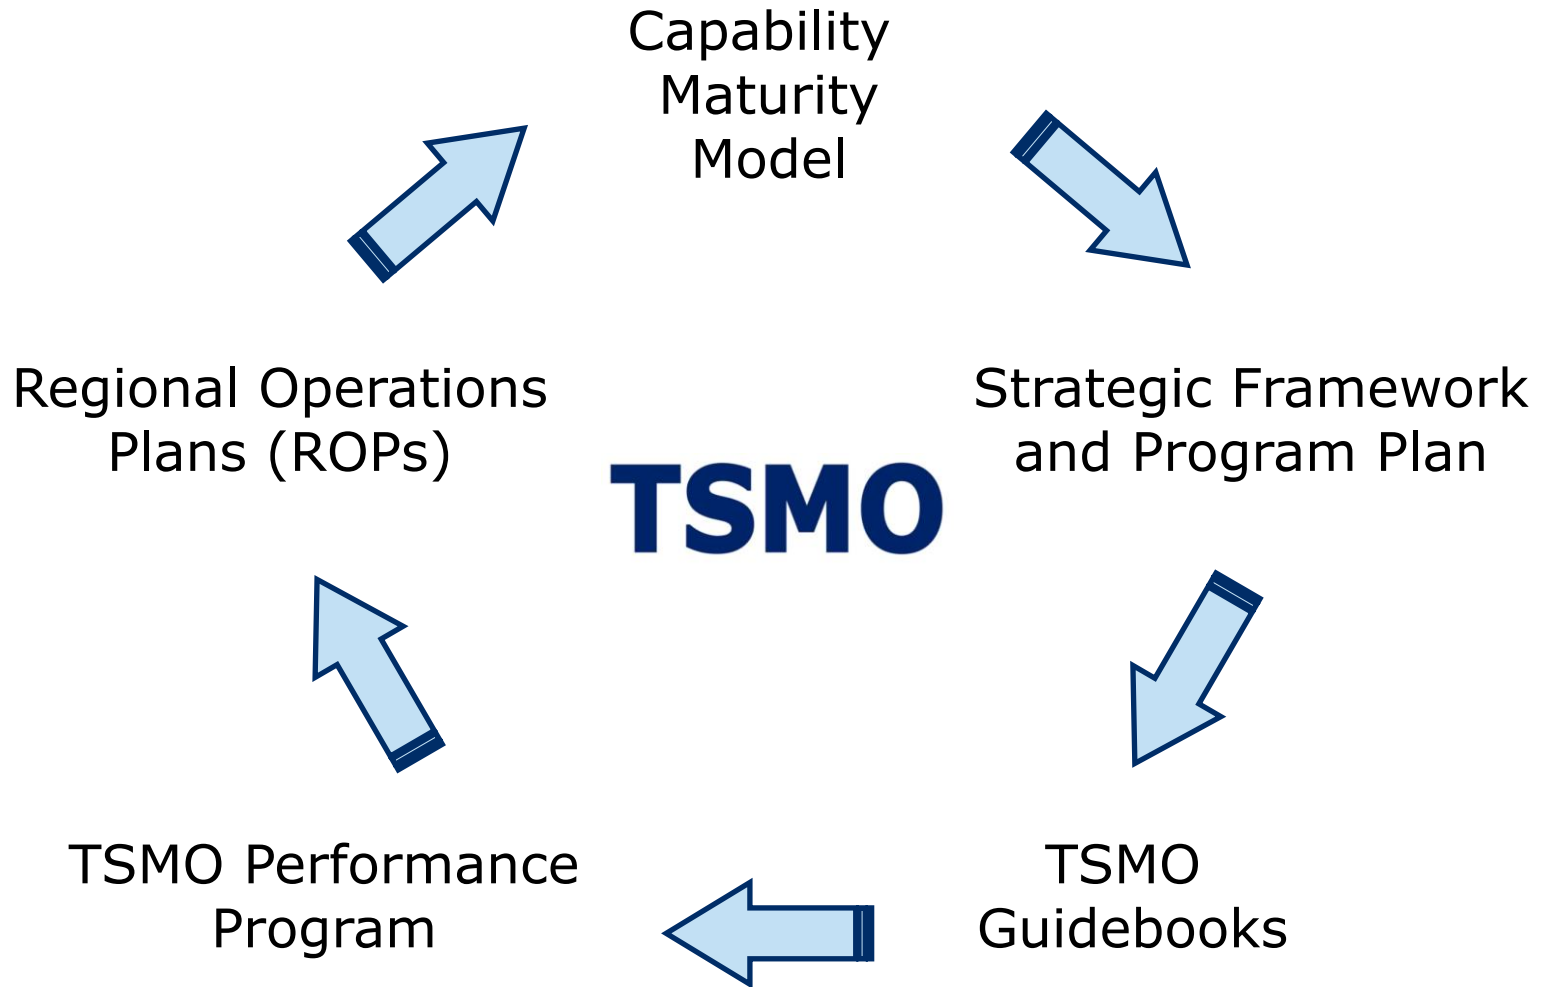 Capability
Maturity
Model
Regional Operations
Plans (ROPs)
Strategic Framework
and Program Plan
TSMO
TSMO Performance
Program
TSMO
Guidebooks